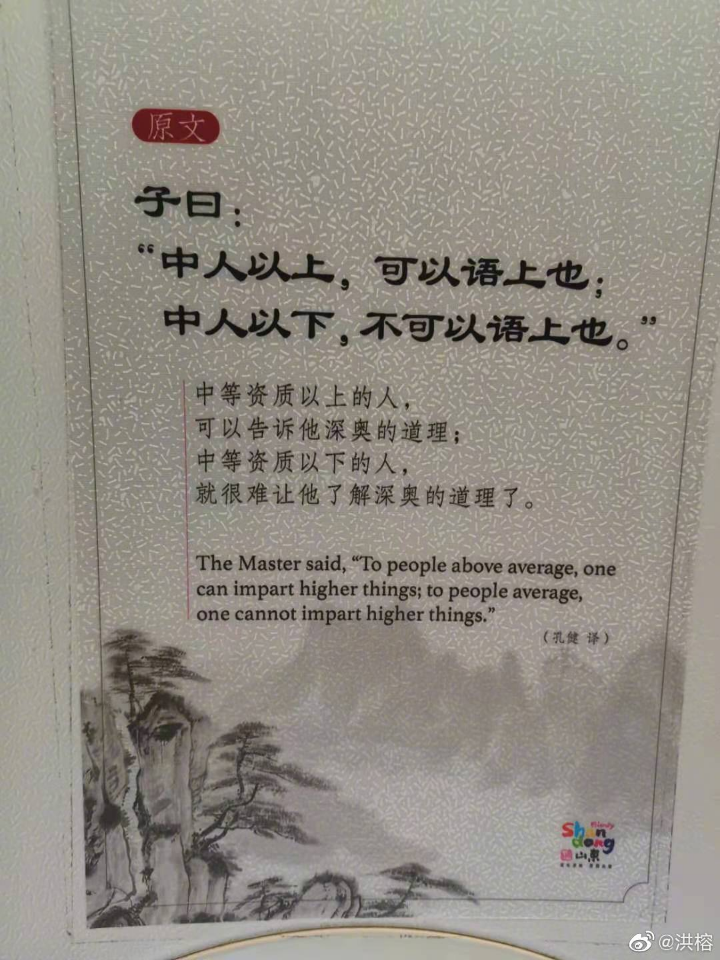 原文
子曰：
“中人以上，可以语上也；
中人以下，不可以语上也。”
中等资质以上的人，
可以告诉他深奥的道理；
中等资质以下的人，
就很难让他了解深奥的道理了。
The Master said, “To people above average, one
can impart higher things; to people average,
one cannot impart higher things.”
（孔健 译）
Friendly
Shandong
山東
@洪榕